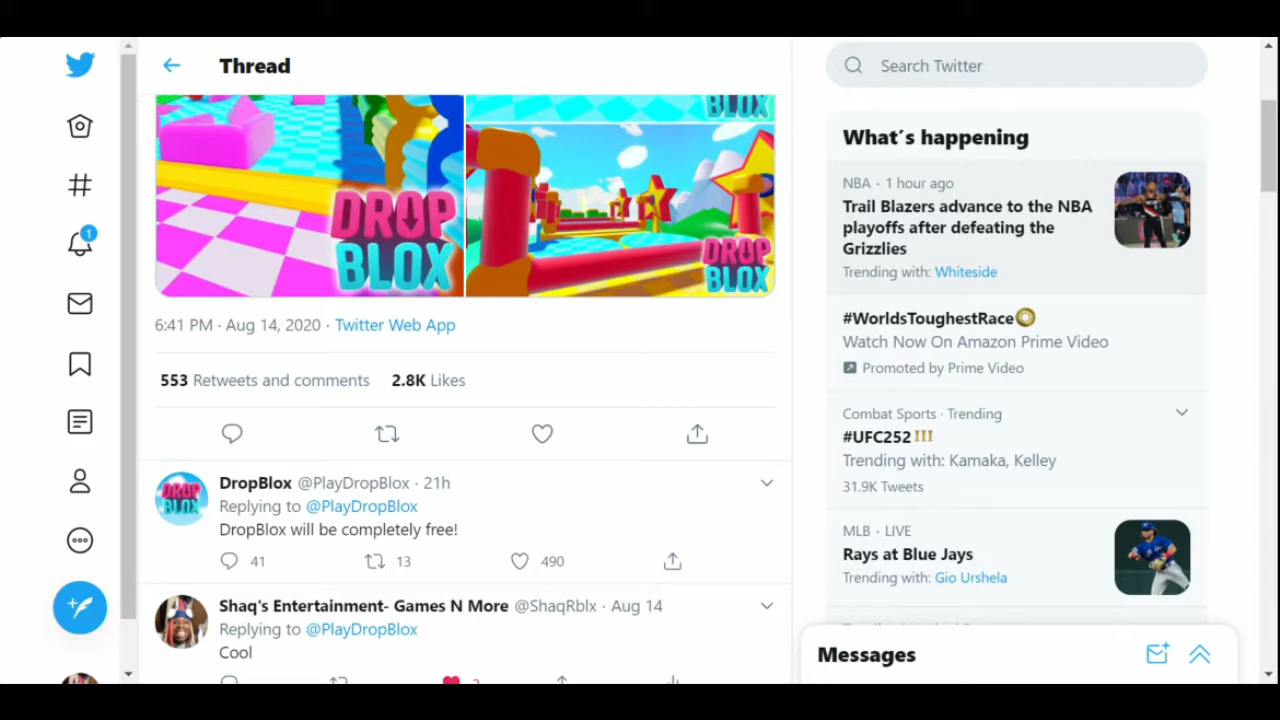 Thread
BLOX
DROP
BLOX
DROP
BLOX
6:41 PM · Aug 14, 2020 · Twitter Web App
553 Retweets and comments 2.8K Likes
DropBlox @PlayDropBlox · 21h
Replying to @PlayDropBlox
DropBlox will be completely free!
41 13 490
DROP
BLOX
Shaq's Entertainment- Games N More @ShaqRblx · Aug 14
Replying to @PlayDropBlox
Cool
1
Search Twitter
What's happening
NBA · 1 hour ago
Trail Blazers advance to the NBA
playoffs after defeating the
Grizzlies
Trending with: Whiteside
#WorldsToughestRace
Watch Now On Amazon Prime Video
Promoted by Prime Video
Combat Sports · Trending
#UFC252
Trending with: Kamaka, Kelley
31.9K Tweets
MLB · LIVE
Rays at Blue Jays
Trending with: Gio Urshela
Messages